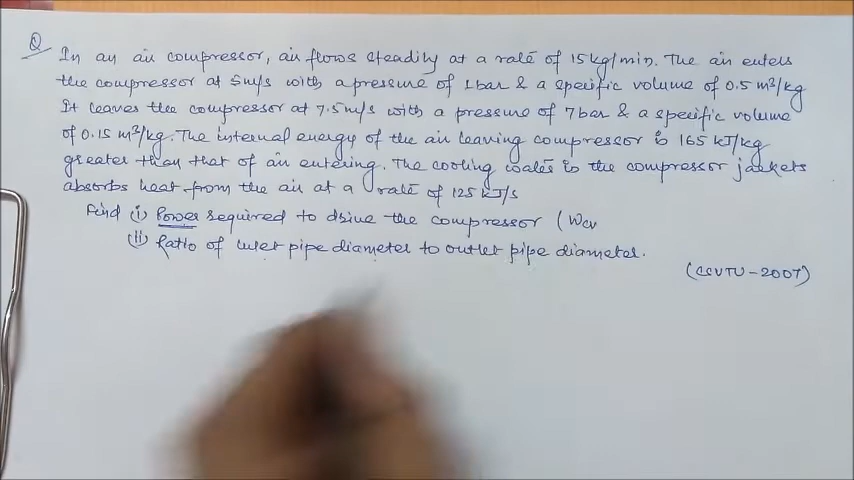 Q In an air compressor, air flows steadily at a rate of 15 kg/min. The air enters
the compressor at 5m/s with a pressure of 1 bar & a specific volume of 0.5 m³/kg
It leaves the compressor at 7.5m/s with a pressure of 7 bar & a specific volume
of 0.15 m³/kg. The internal energy of the air leaving compressor is 165 kJ/kg
greater than that of air entering. The cooling water in the compressor jackets
absorbs heat from the air at a rate of 125 kJ/s
Find (i) Power required to drive the compressor (Wcv
(ii) Ratio of inlet pipe diameter to outlet pipe diameter.
(CSVTU-2007)